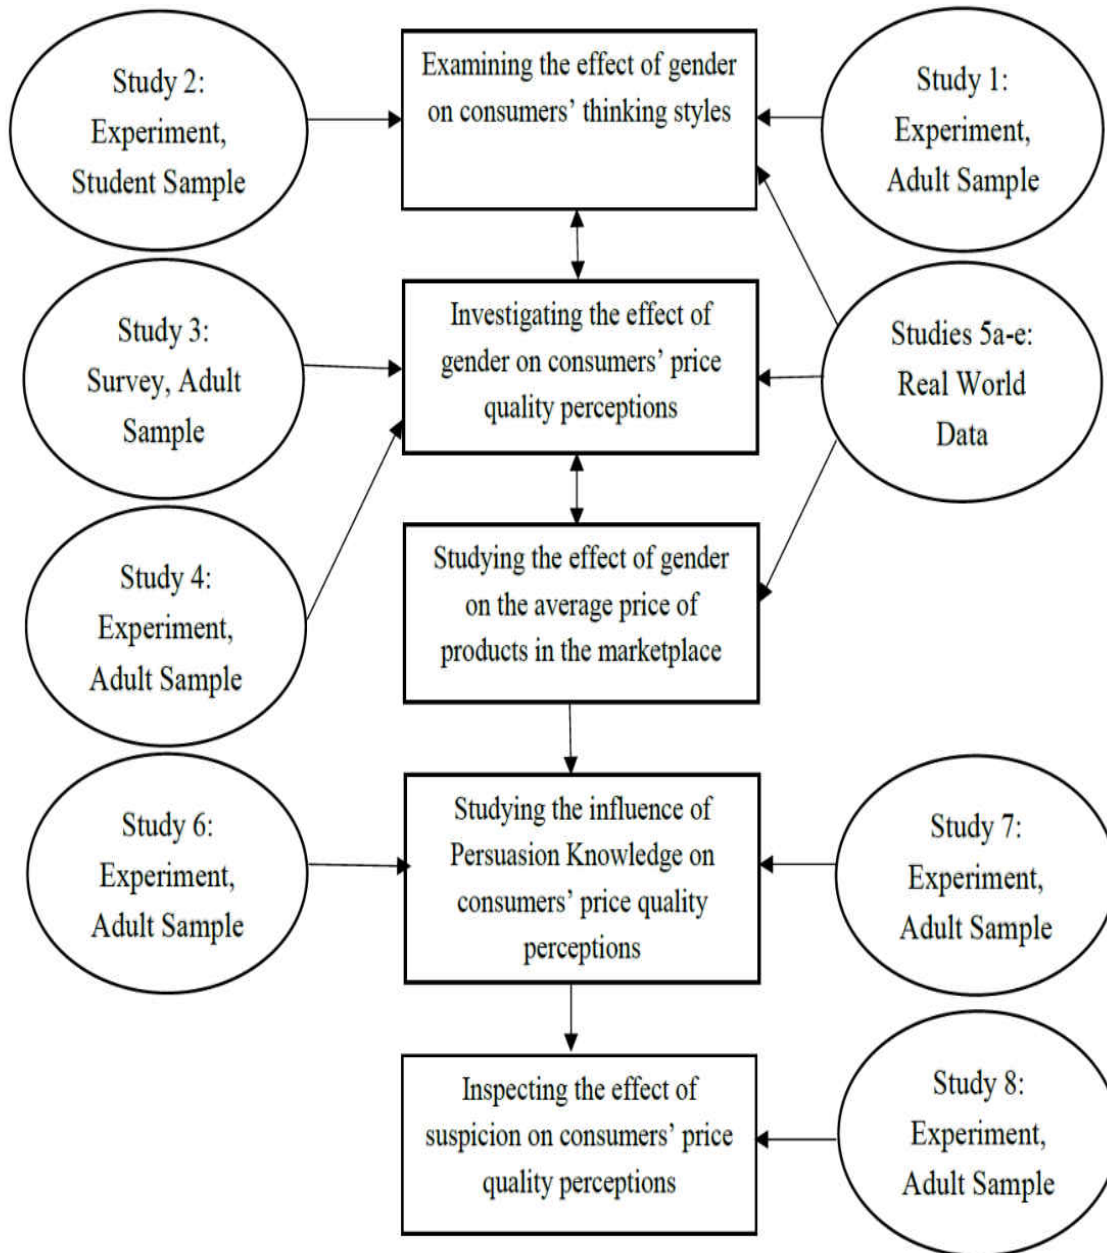 Study 2:
Experiment,
Student Sample
Examining the effect of gender
on consumers’ thinking styles
Study 1:
Experiment,
Adult Sample
Study 3:
Survey, Adult
Sample
Investigating the effect of
gender on consumers’ price
quality perceptions
Studies 5a-e:
Real World
Data
Study 4:
Experiment,
Adult Sample
Studying the effect of gender
on the average price of
products in the marketplace
Study 6:
Experiment,
Adult Sample
Studying the influence of
Persuasion Knowledge on
consumers’ price quality
perceptions
Study 7:
Experiment,
Adult Sample
Inspecting the effect of
suspicion on consumers’ price
quality perceptions
Study 8:
Experiment,
Adult Sample